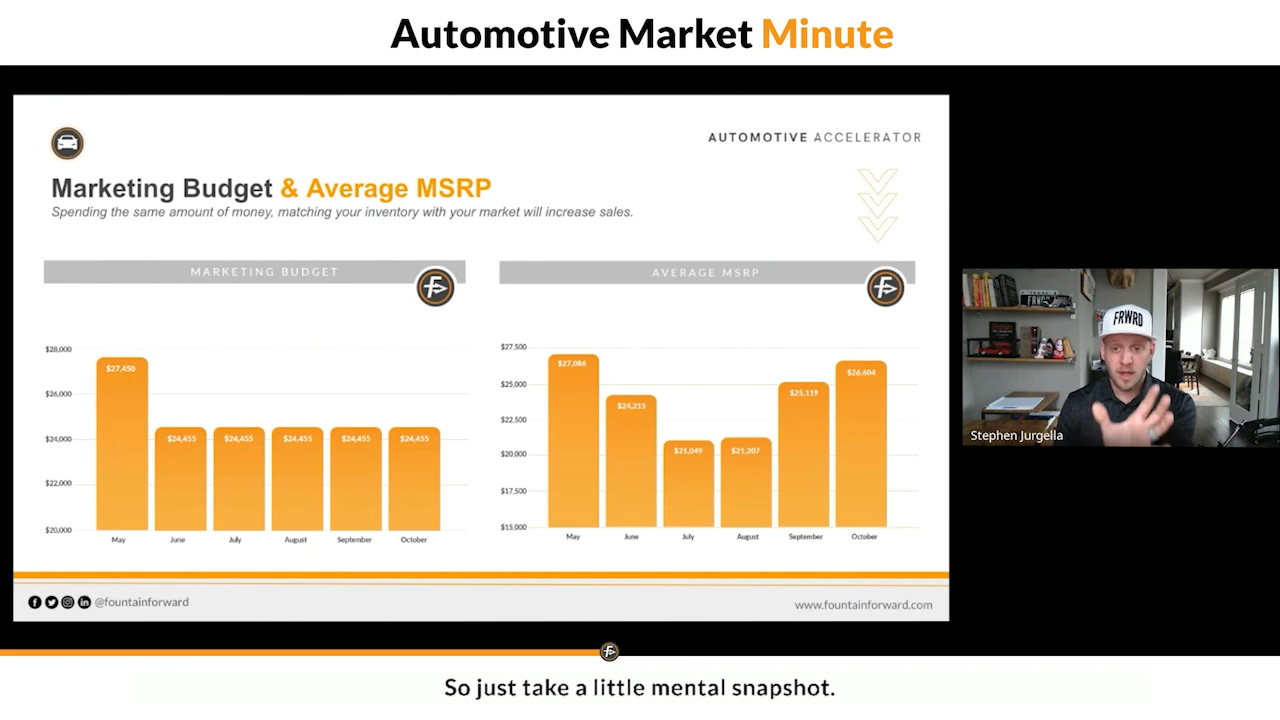 Automotive Market Minute
AUTOMOTIVE ACCELERATOR
Marketing Budget & Average MSRP
Spending the same amount of money, matching your inventory with your market will increase sales.
MARKETING BUDGET
$28,000
$26,000
$24,000
$22,000
$20,000
$27,450
$24,455
$24,455
$24,455
$24,455
$24,455
May
June
July
August
September
October
AVERAGE MSRP
$27,500
$25,000
$22,500
$20,000
$17,500
$15,000
$27,086
$24,215
$21,049
$21,207
$25,119
$26,604
May
June
July
August
September
October
@fountainforward
www.fountainforward.com
FRWRD
FRWRD
Stephen Jurgella
So just take a little mental snapshot.